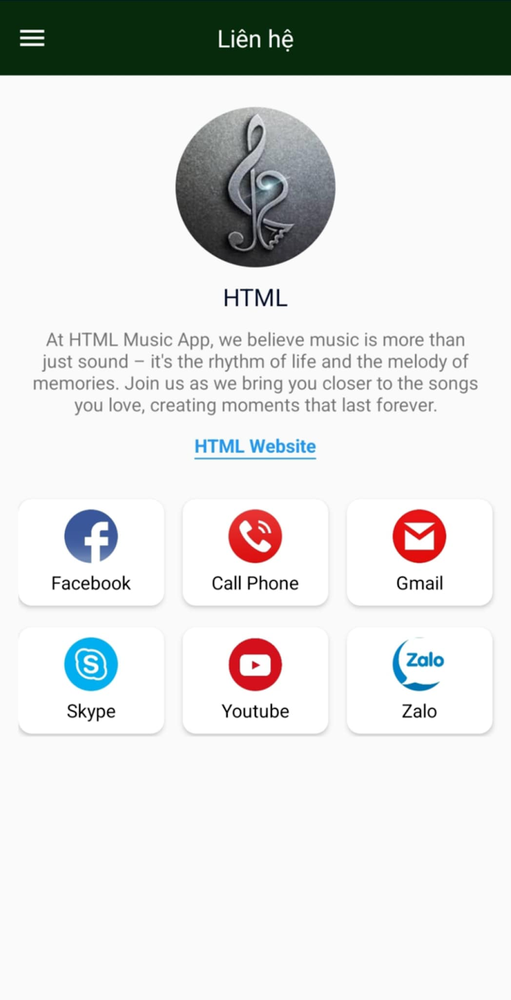 Liên hệ
HTML
At HTML Music App, we believe music is more than
just sound – it's the rhythm of life and the melody of
memories. Join us as we bring you closer to the songs
you love, creating moments that last forever.
HTML Website
Facebook
Call Phone
Gmail
Skype
Youtube
Zalo
Zalo